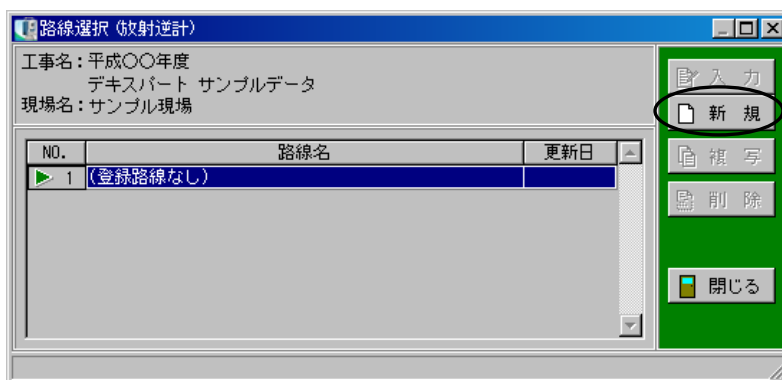 路線選択 (放射逆計)
工事名：平成〇〇年度
デキスパート サンプルデータ
現場名：サンプル現場
NO. 路線名 更新日
1 (登録路線なし)
入 力
新 規
複 写
削 除
閉じる